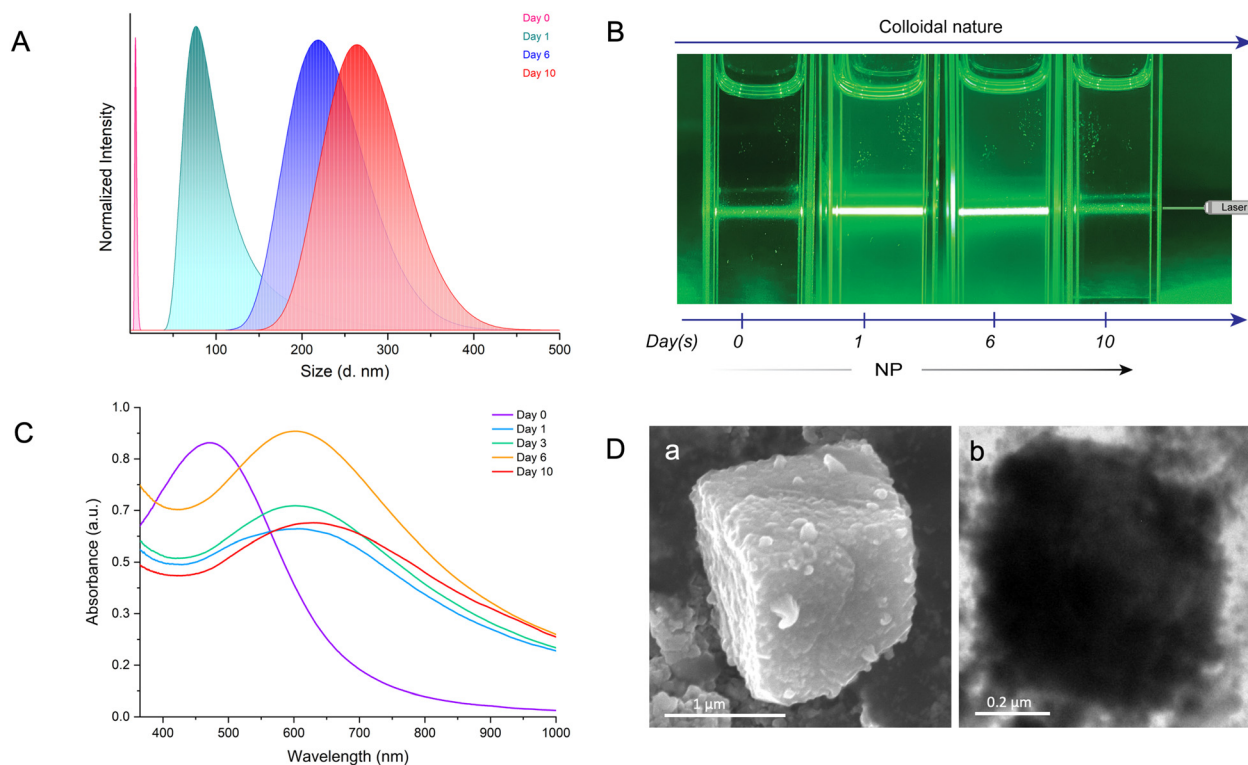 A
Day 0
Day 1
Day 6
Day 10
Normalized Intensity
100
200
300
400
500
Size (d. nm)
B
Colloidal nature
Laser
Day(s)
0
1
6
10
NP
C
Day 0
Day 1
Day 3
Day 6
Day 10
Absorbance (a.u.)
1.0
0.8
0.7
0.5
0.3
0.2
0.0
400
500
600
700
800
900
1000
Wavelength (nm)
D
a
1 µm
b
0.2 µm